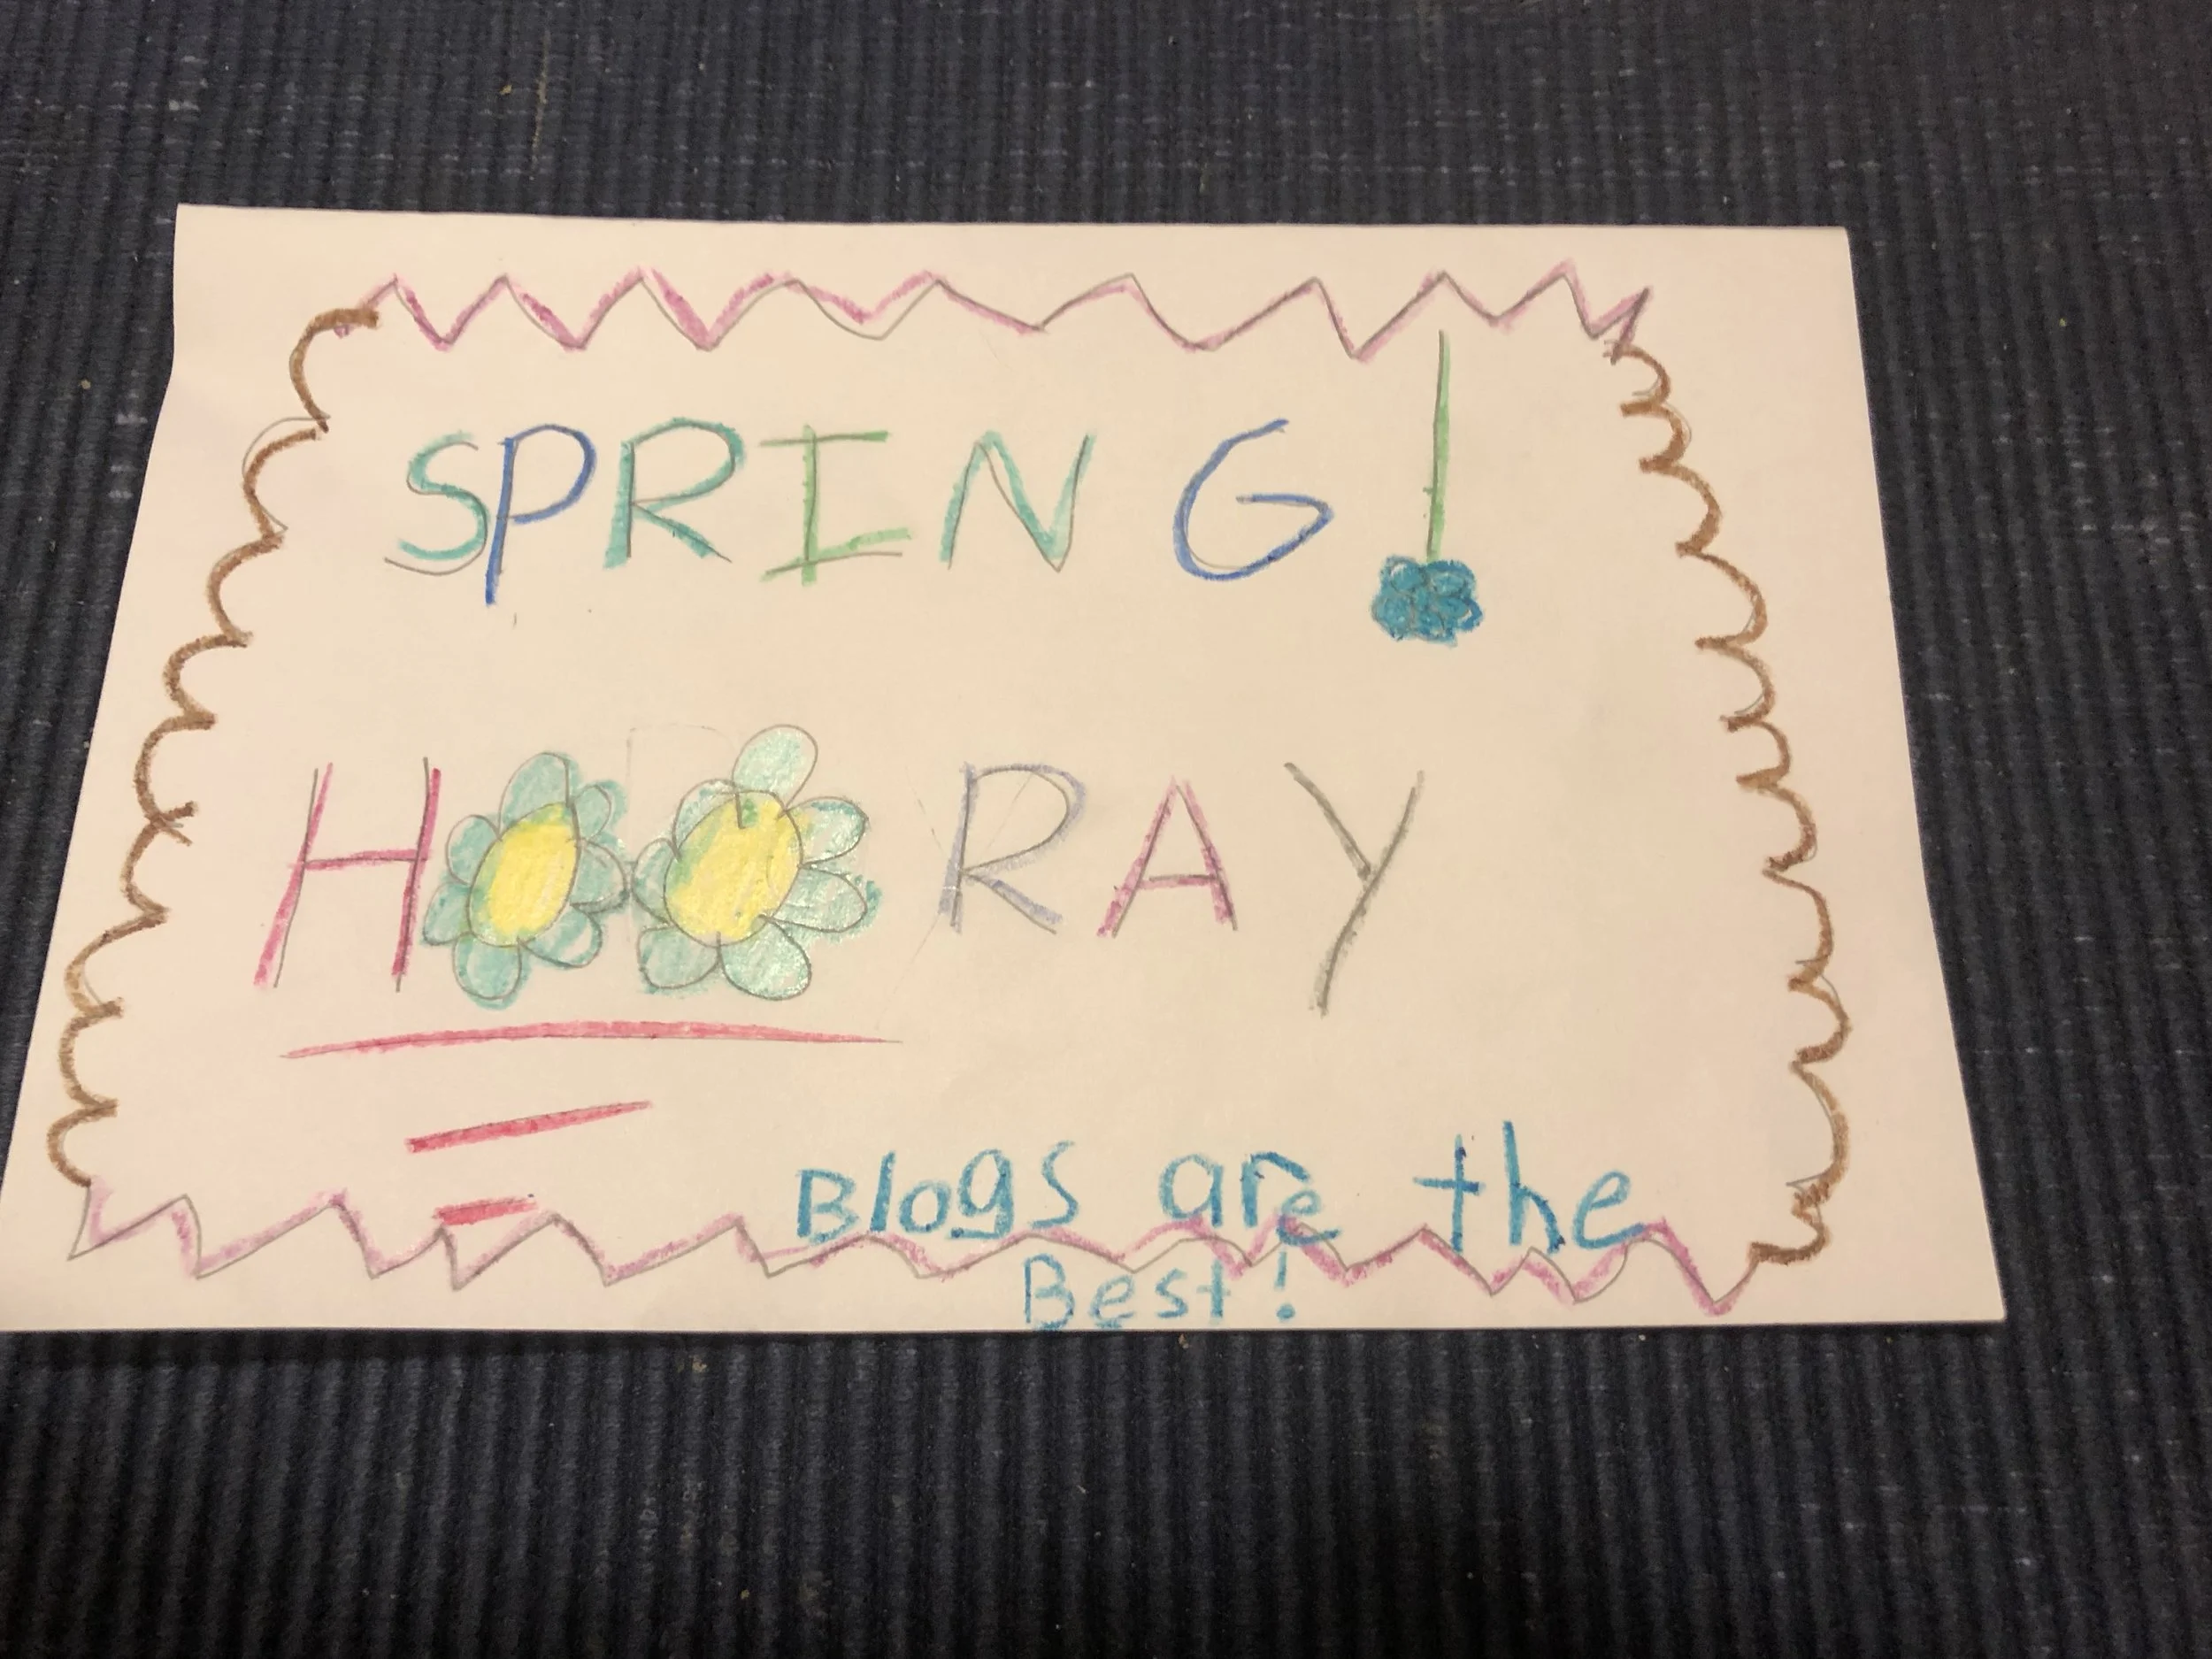 SPRING!
HOORAY
Blogs are the
Best!